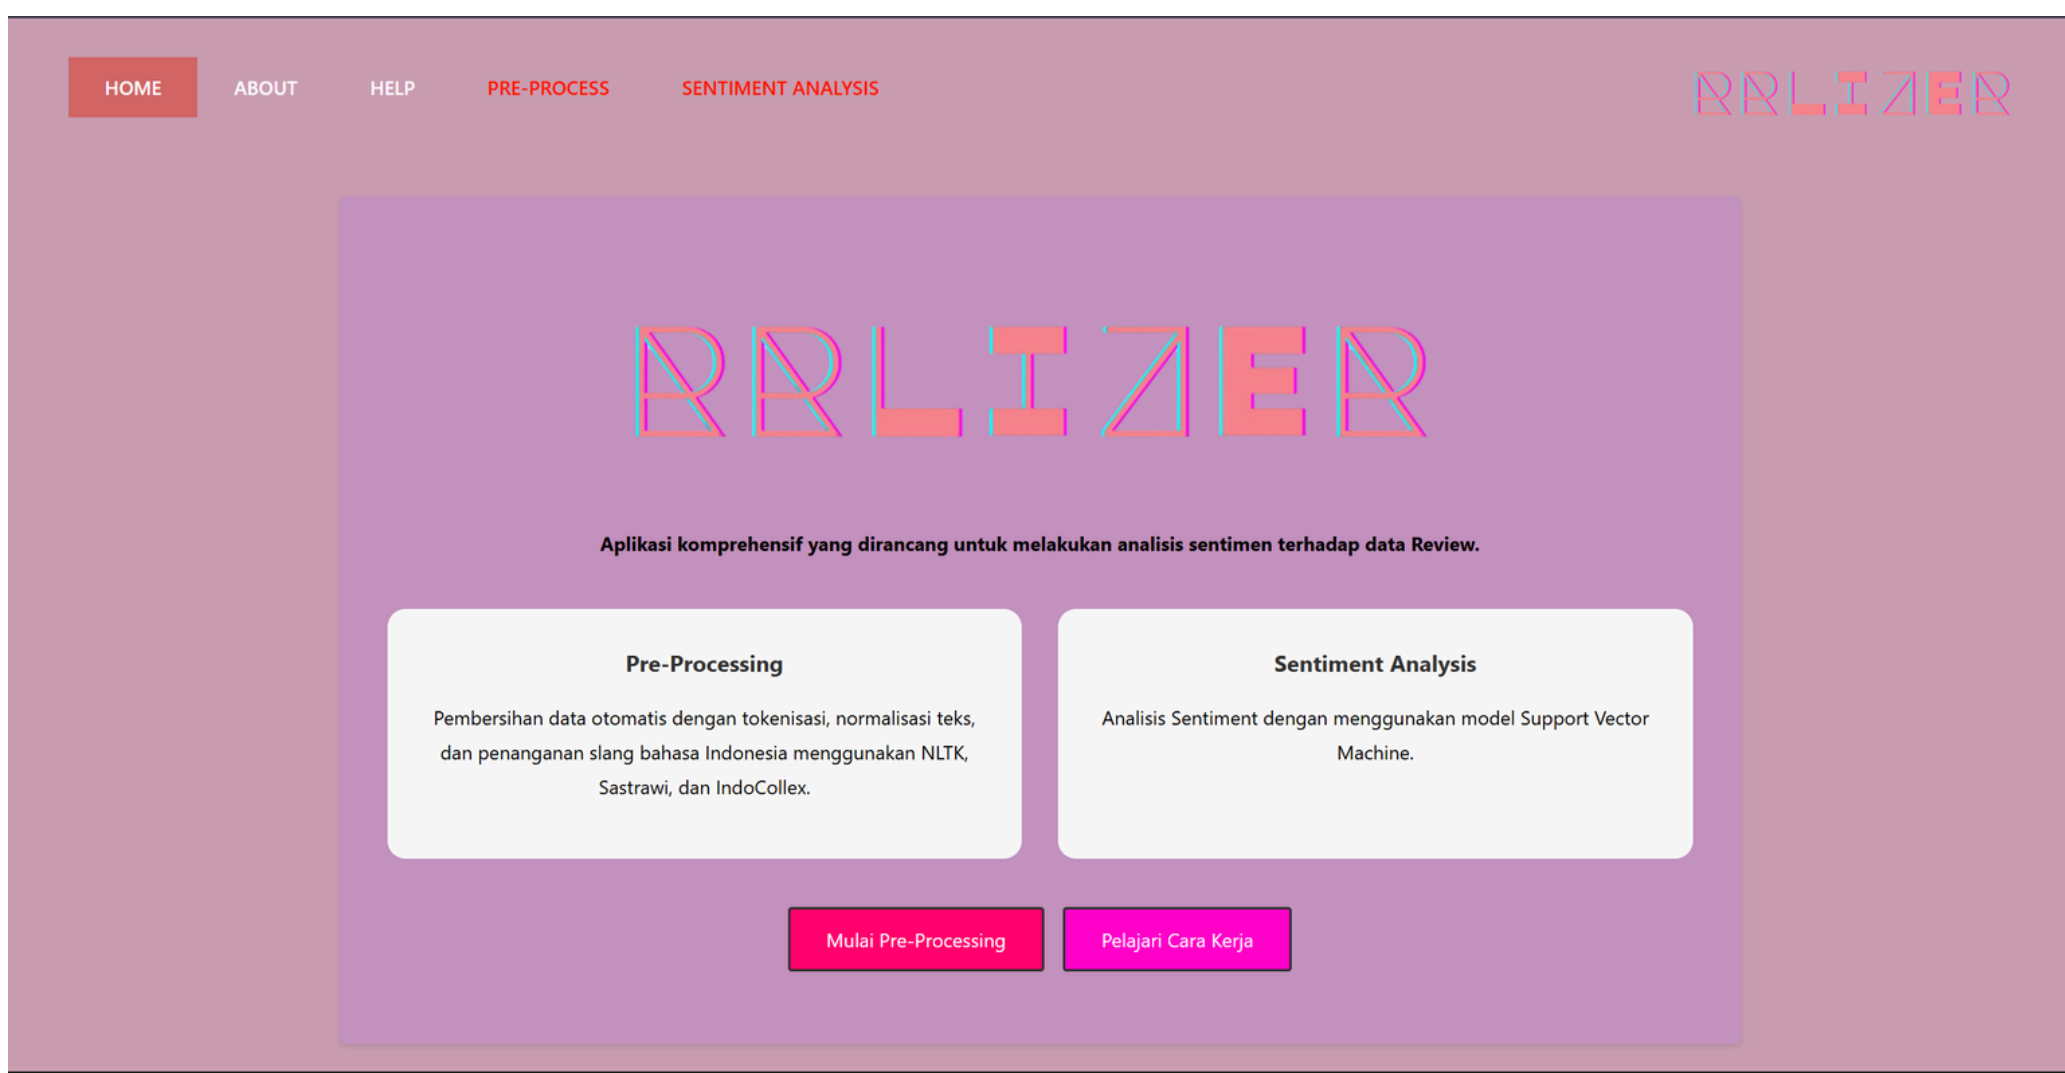 HOME ABOUT HELP PRE-PROCESS SENTIMENT ANALYSIS RRLIZER
RRLIZER
Aplikasi komprehensif yang dirancang untuk melakukan analisis sentimen terhadap data Review.
Pre-Processing
Pembersihan data otomatis dengan tokenisasi, normalisasi teks,
dan penanganan slang bahasa Indonesia menggunakan NLTK,
Sastrawi, dan IndoCollex.
Sentiment Analysis
Analisis Sentiment dengan menggunakan model Support Vector
Machine.
Mulai Pre-Processing Pelajari Cara Kerja